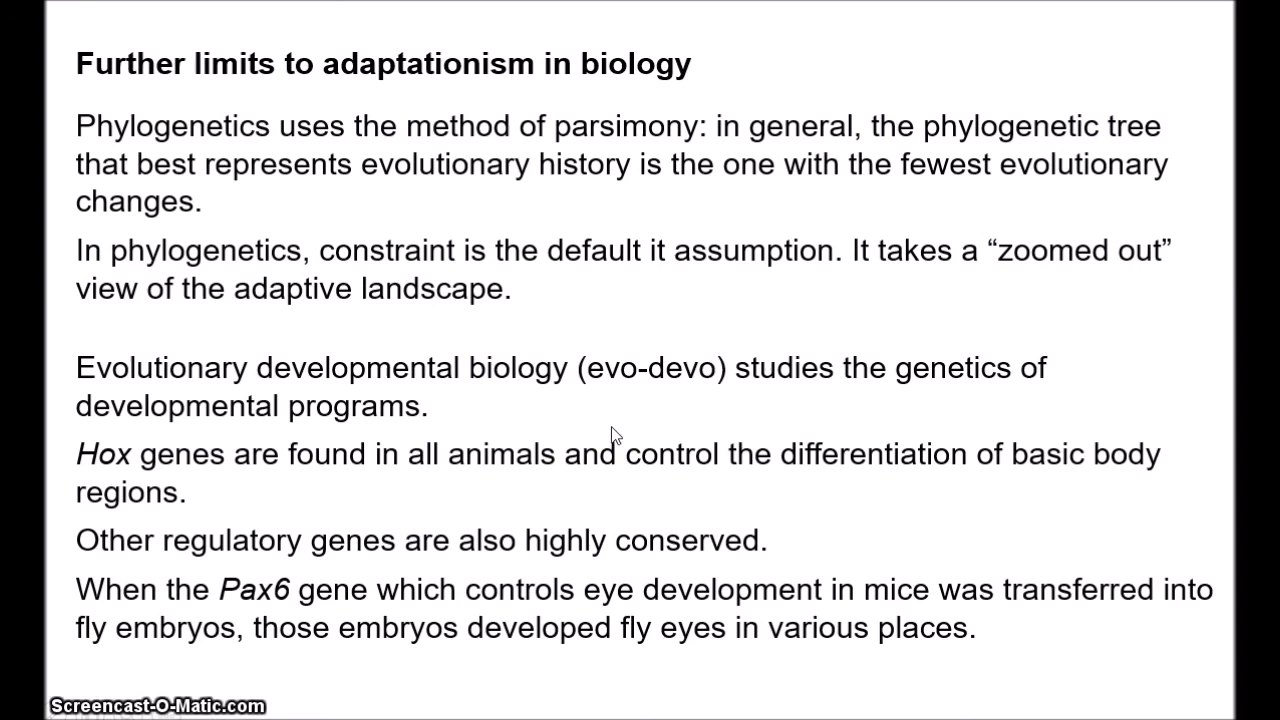 Further limits to adaptationism in biology
Phylogenetics uses the method of parsimony: in general, the phylogenetic tree
that best represents evolutionary history is the one with the fewest evolutionary
changes.
In phylogenetics, constraint is the default it assumption. It takes a “zoomed out”
view of the adaptive landscape.
Evolutionary developmental biology (evo-devo) studies the genetics of
developmental programs.
Hox genes are found in all animals and control the differentiation of basic body
regions.
Other regulatory genes are also highly conserved.
When the Pax6 gene which controls eye development in mice was transferred into
fly embryos, those embryos developed fly eyes in various places.
Screencast-O-Matic.com